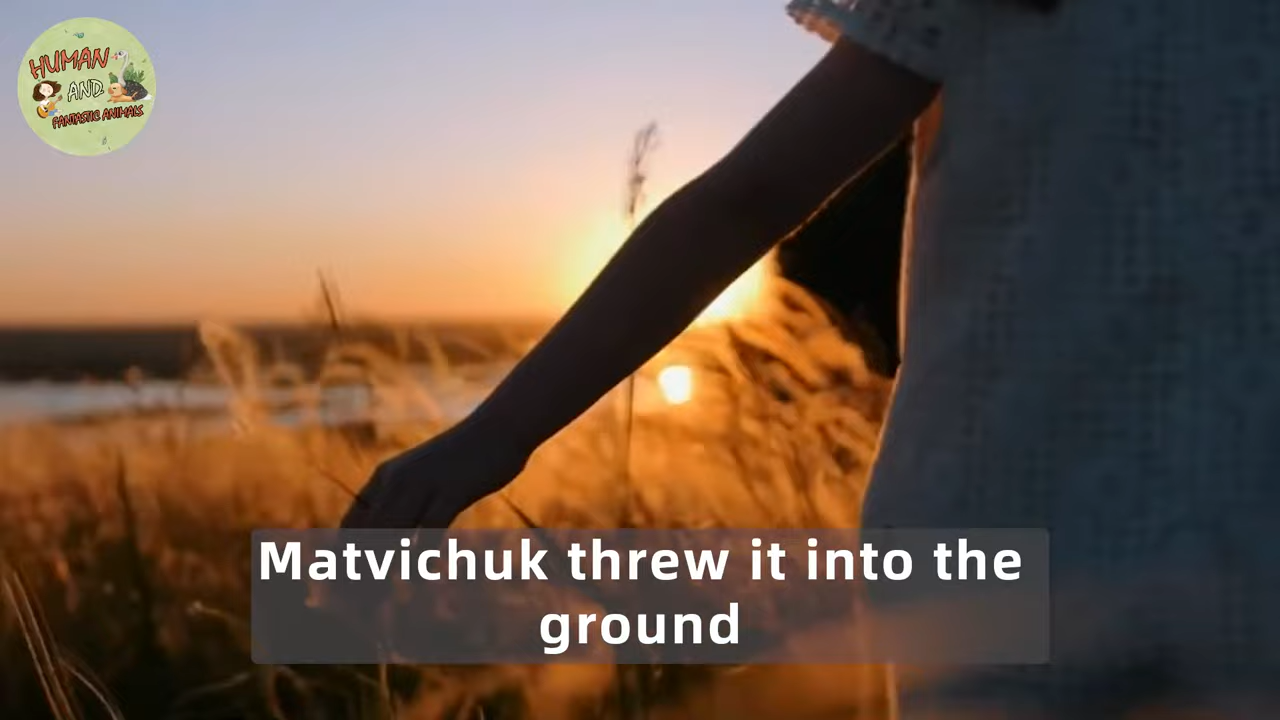 HUMAN
AND
FANTASTIC ANIMALS
Matvichuk threw it into the
ground